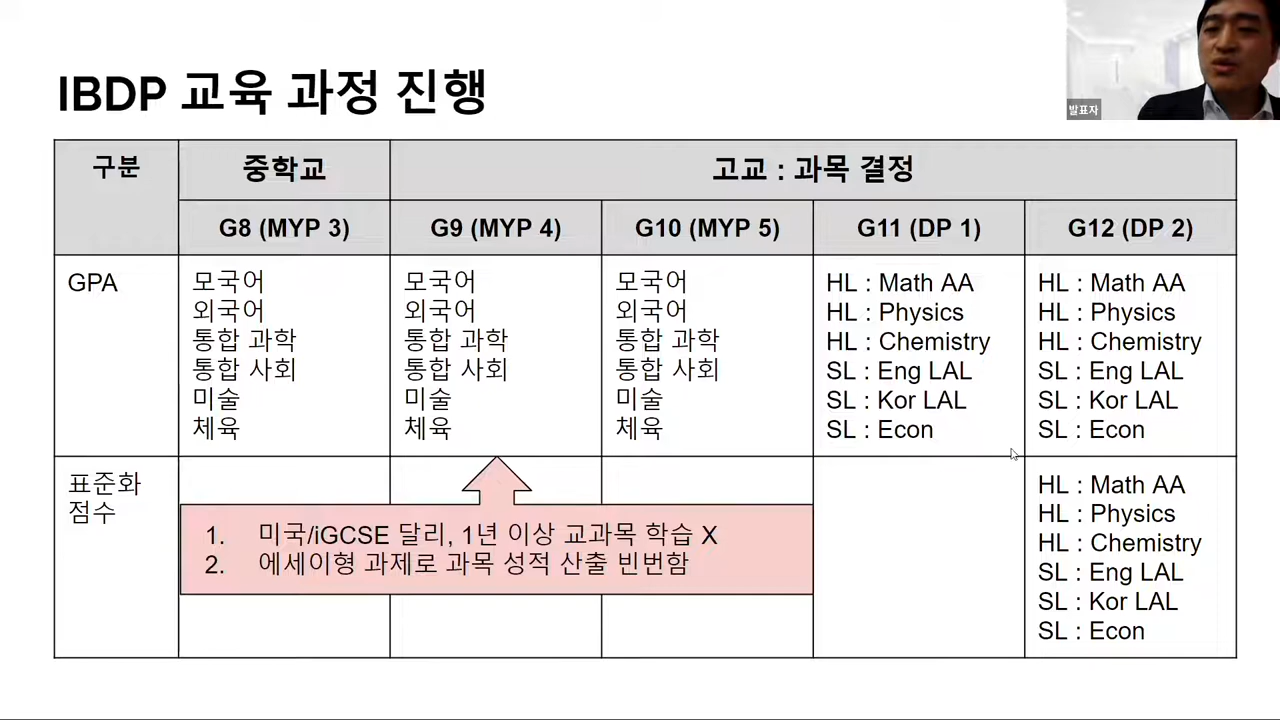 IBDP 교육 과정 진행
발표자
구분
중학교
고교 : 과목 결정
G8 (MYP 3)
G9 (MYP 4)
G10 (MYP 5)
G11 (DP 1)
G12 (DP 2)
GPA
모국어
외국어
통합 과학
통합 사회
미술
체육
모국어
외국어
통합 과학
통합 사회
미술
체육
모국어
외국어
통합 과학
통합 사회
미술
체육
HL : Math AA
HL : Physics
HL : Chemistry
SL : Eng LAL
SL : Kor LAL
SL : Econ
HL : Math AA
HL : Physics
HL : Chemistry
SL : Eng LAL
SL : Kor LAL
SL : Econ
표준화
점수
1. 미국/iGCSE 달리, 1년 이상 교과목 학습 X
2. 에세이형 과제로 과목 성적 산출 빈번함
HL : Math AA
HL : Physics
HL : Chemistry
SL : Eng LAL
SL : Kor LAL
SL : Econ